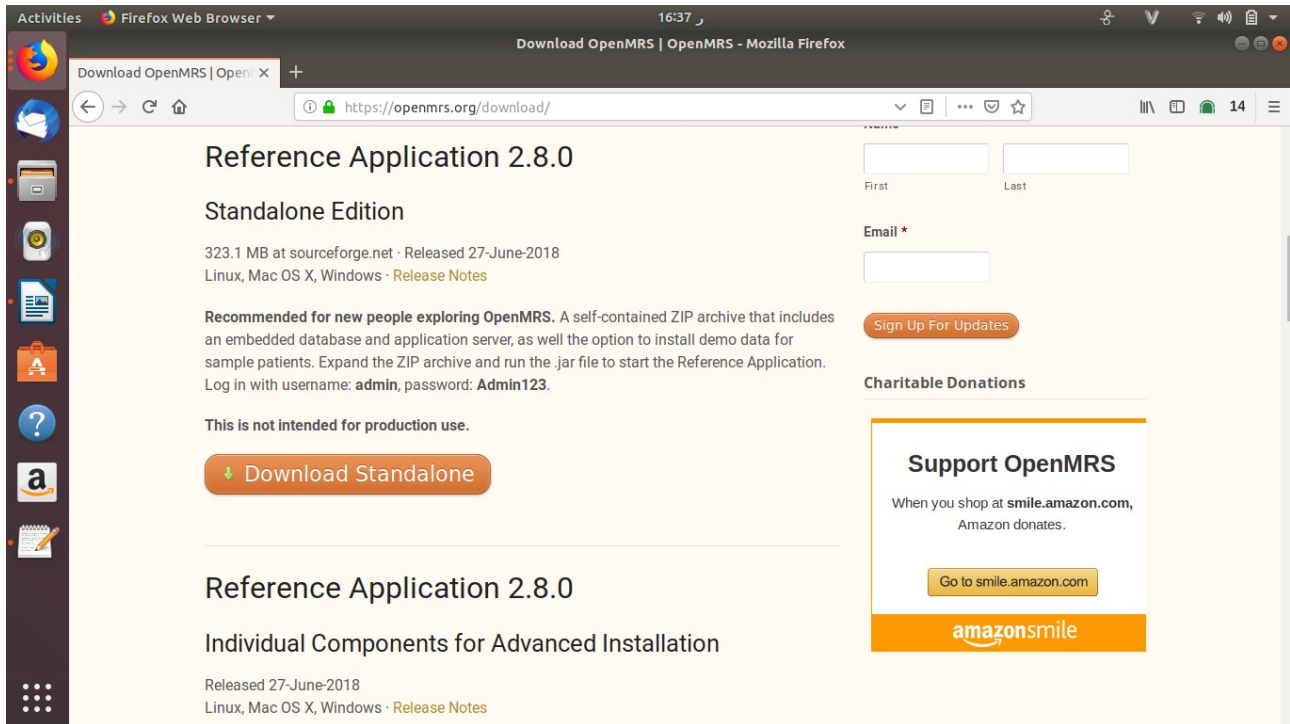 Activities Firefox Web Browser 16:37 ر
Download OpenMRS | OpenMRS - Mozilla Firefox
Download OpenMRS | Open
https://openmrs.org/download/ 14
Reference Application 2.8.0
Standalone Edition
323.1 MB at sourceforge.net · Released 27-June-2018
Linux, Mac OS X, Windows · Release Notes
Recommended for new people exploring OpenMRS. A self-contained ZIP archive that includes
an embedded database and application server, as well the option to install demo data for
sample patients. Expand the ZIP archive and run the .jar file to start the Reference Application.
Log in with username: admin, password: Admin123.
This is not intended for production use.
Download Standalone
Reference Application 2.8.0
Individual Components for Advanced Installation
Released 27-June-2018
Linux, Mac OS X, Windows · Release Notes
First Last
Email *
Sign Up For Updates
Charitable Donations
Support OpenMRS
When you shop at smile.amazon.com,
Amazon donates.
Go to smile.amazon.com
amazonsmile